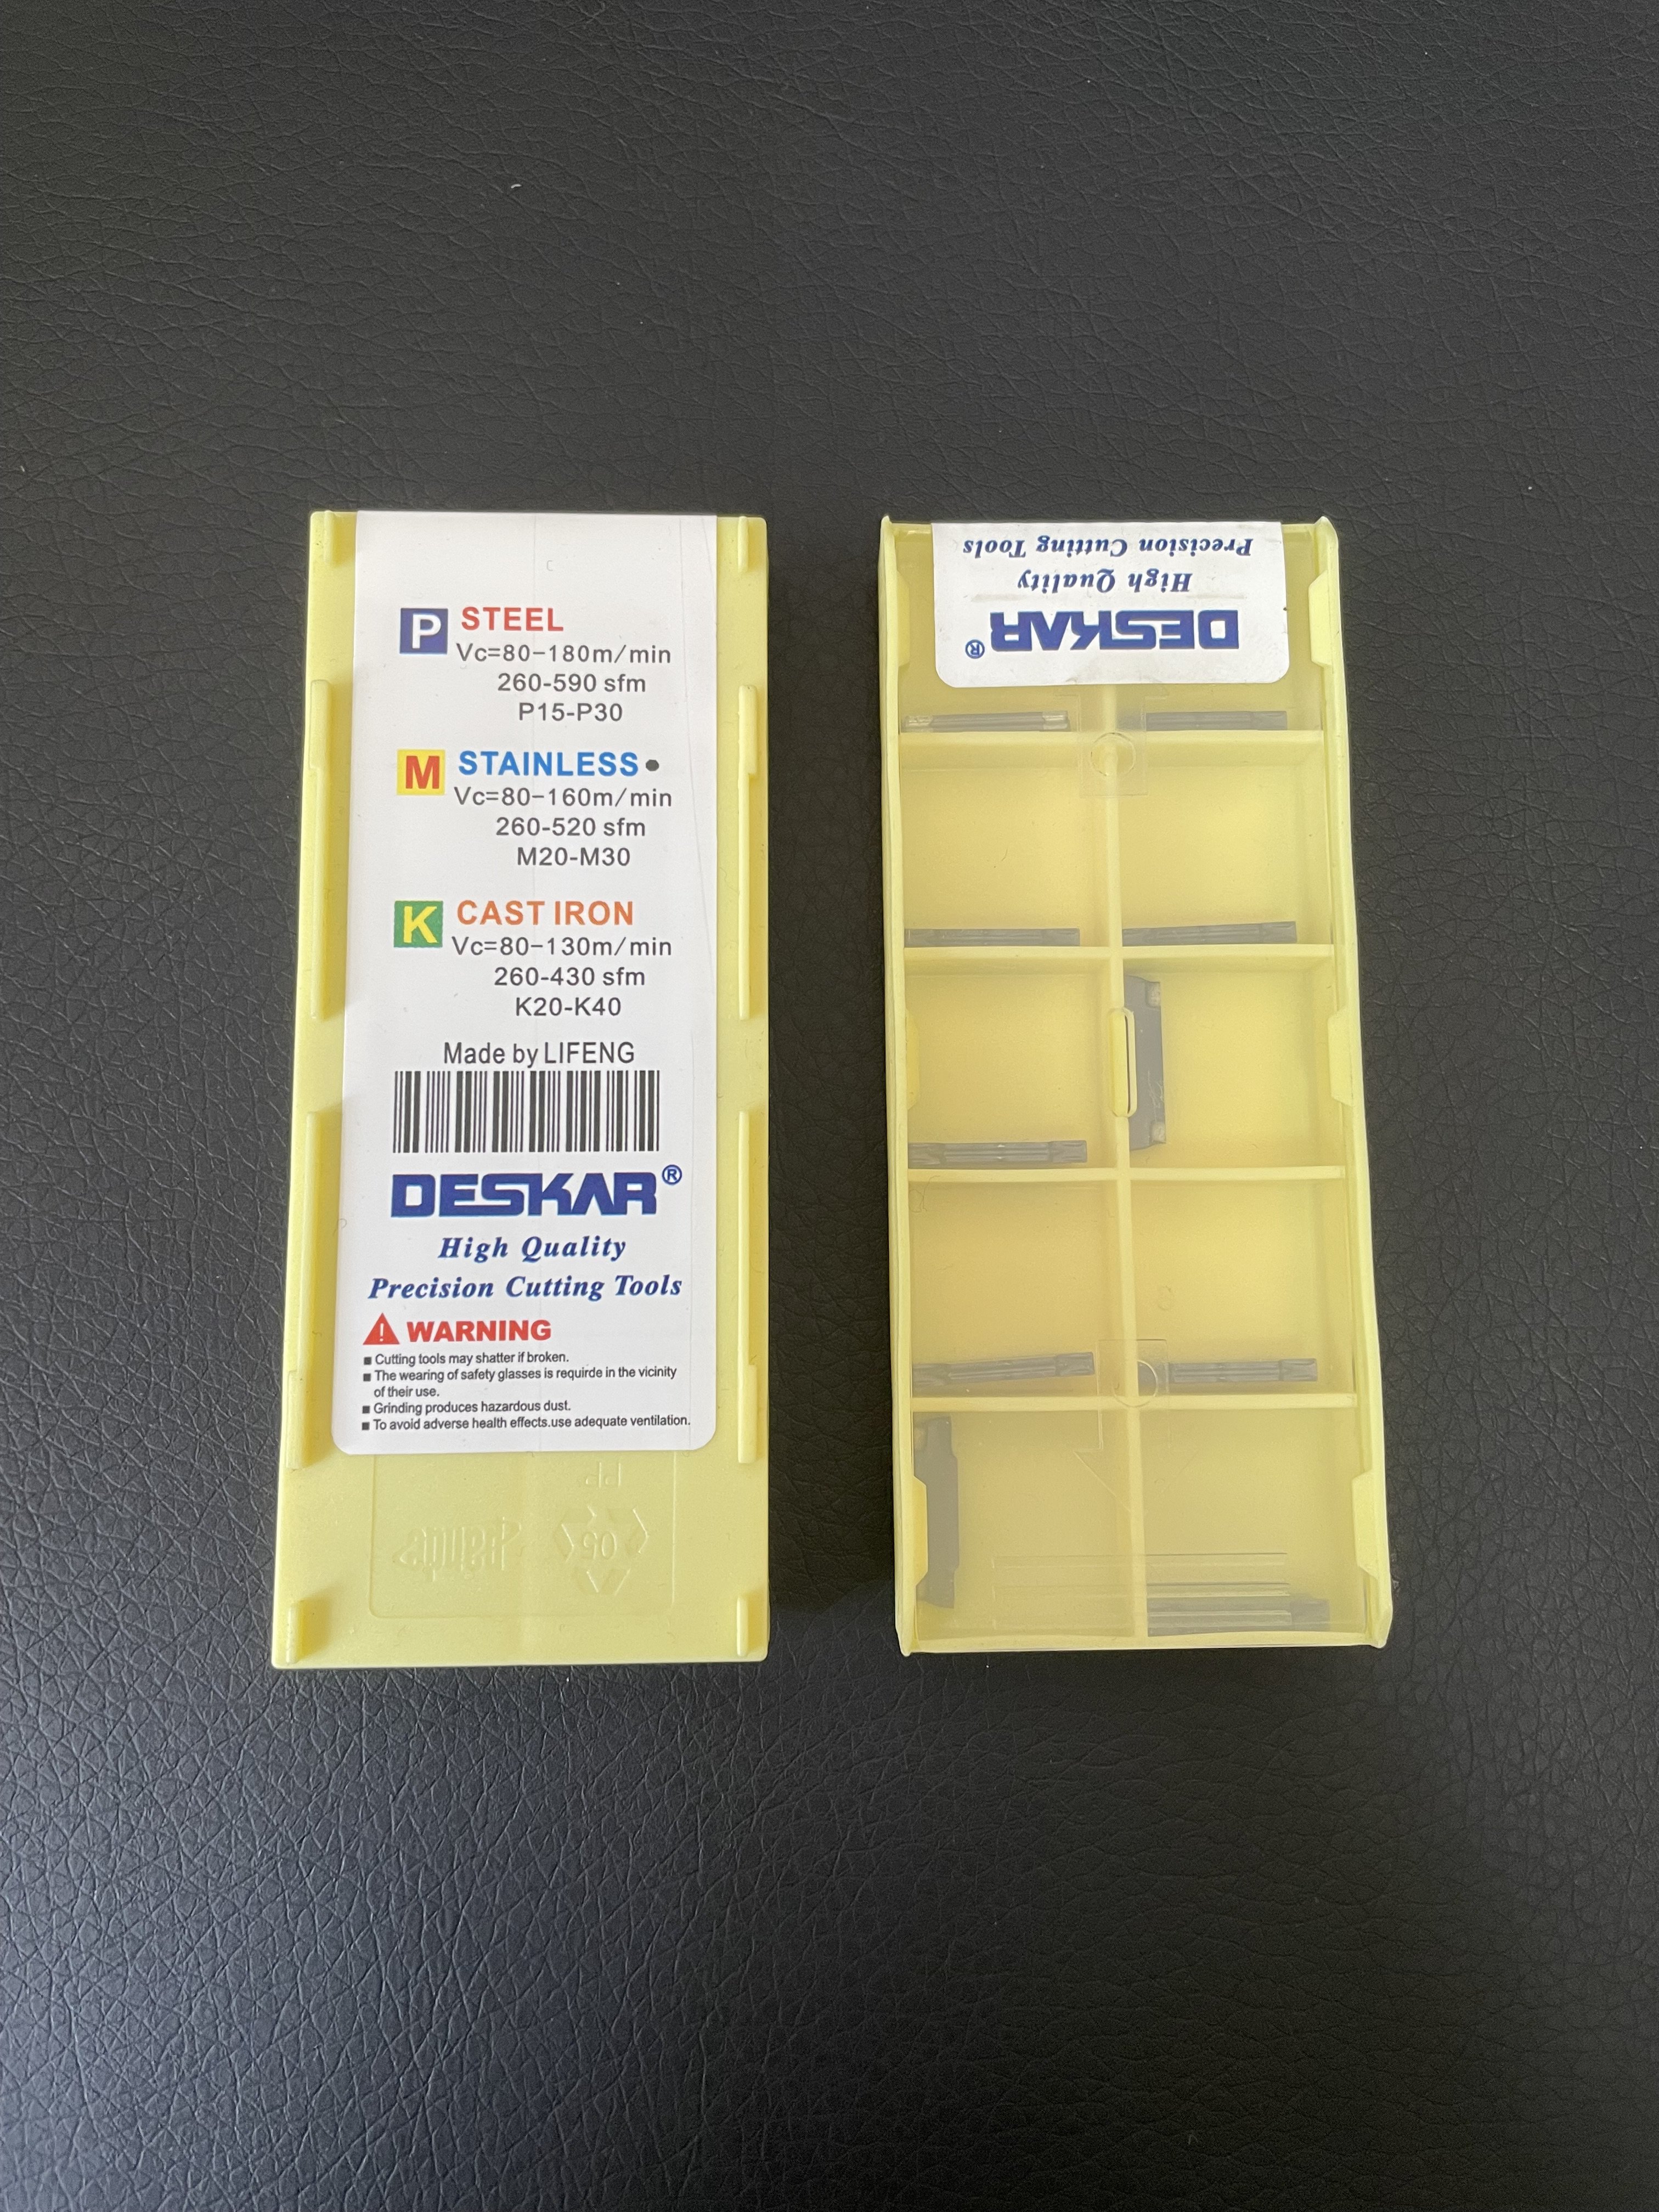 P STEEL
Vc=80-180m/min
260-590 sfm
P15-P30
M STAINLESS●
Vc=80-160m/min
260-520 sfm
M20-M30
K CAST IRON
Vc=80-130m/min
260-430 sfm
K20-K40
Made by LIFENG
DESKAR®
High Quality
Precision Cutting Tools
WARNING
■ Cutting tools may shatter if broken.
■ The wearing of safety glasses is requirde in the vicinity
of their use.
■ Grinding produces hazardous dust.
■ To avoid adverse health effects.use adequate ventilation.
PP
05
DESKAR®
High Quality
Precision Cutting Tools